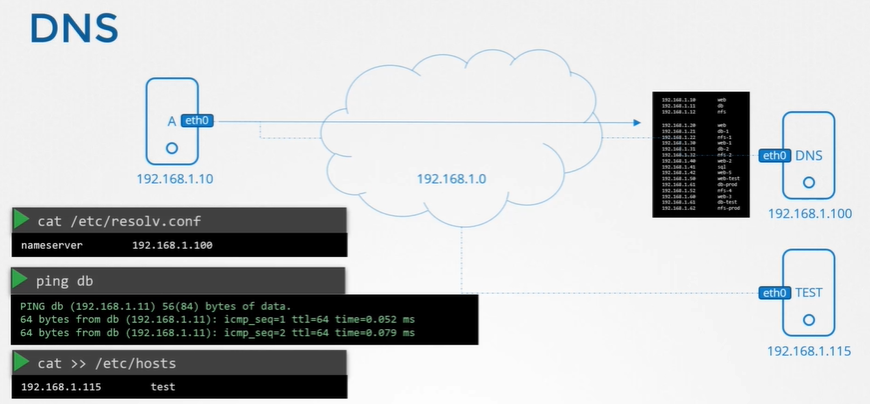 DNS
A
eth0
192.168.1.10
192.168.1.0
192.168.1.10 web
192.168.1.11 db
192.168.1.12 nfs
192.168.1.20 web
192.168.1.21 db-1
192.168.1.22 nfs-1
192.168.1.30 web-1
192.168.1.31 db-2
192.168.1.32 nfs-2
192.168.1.40 web-2
192.168.1.41 sql
192.168.1.42 web-5
192.168.1.50 web-test
192.168.1.61 db-prod
192.168.1.52 nfs-4
192.168.1.60 web-3
192.168.1.61 db-test
192.168.1.62 nfs-prod
eth0
DNS
192.168.1.100
cat /etc/resolv.conf
nameserver 192.168.1.100
ping db
PING db (192.168.1.11) 56(84) bytes of data.
64 bytes from db (192.168.1.11): icmp_seq=1 ttl=64 time=0.052 ms
64 bytes from db (192.168.1.11): icmp_seq=2 ttl=64 time=0.079 ms
cat >> /etc/hosts
192.168.1.115 test
eth0
TEST
192.168.1.115